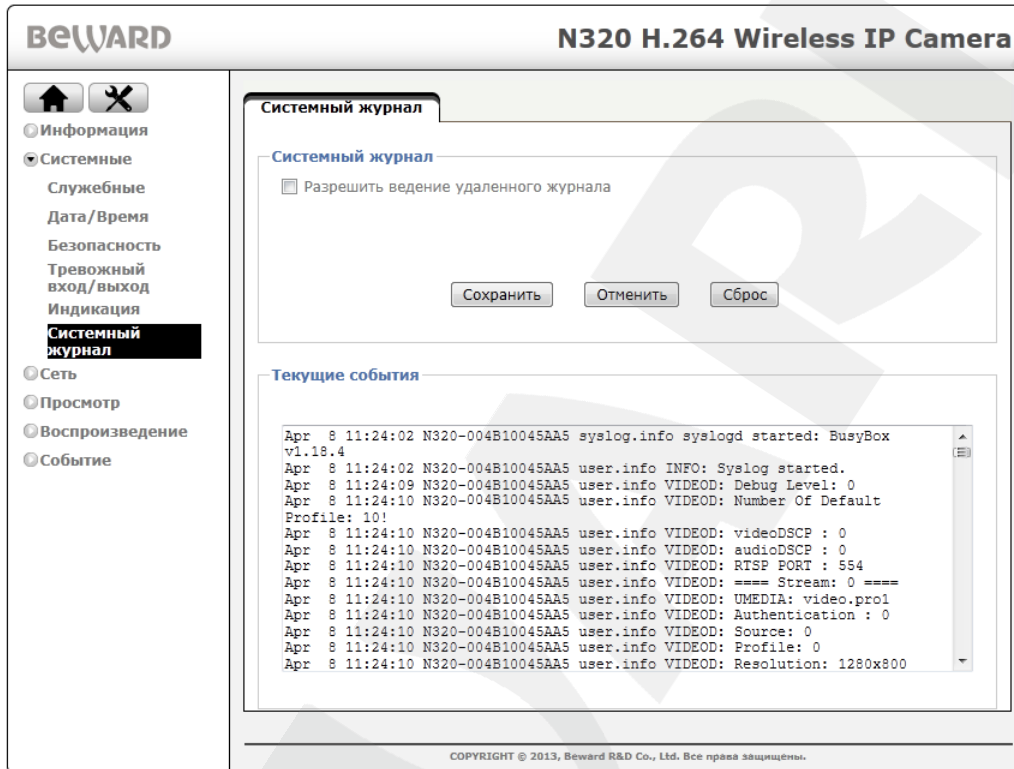 BEWARD
N320 H.264 Wireless IP Camera
Информация
Системные
Служебные
Дата/Время
Безопасность
Тревожный
вход/выход
Индикация
Системный
журнал
Сеть
Просмотр
Воспроизведение
Событие
Системный журнал
Системный журнал
Разрешить ведение удаленного журнала
Сохранить Отменить Сброс
Текущие события
Apr  8 11:24:02 N320-004B10045AA5 syslog.info syslogd started: BusyBox
v1.18.4
Apr  8 11:24:02 N320-004B10045AA5 user.info INFO: Syslog started.
Apr  8 11:24:09 N320-004B10045AA5 user.info VIDEOD: Debug Level: 0
Apr  8 11:24:10 N320-004B10045AA5 user.info VIDEOD: Number Of Default
Profile: 10!
Apr  8 11:24:10 N320-004B10045AA5 user.info VIDEOD: videoDSCP : 0
Apr  8 11:24:10 N320-004B10045AA5 user.info VIDEOD: audioDSCP : 0
Apr  8 11:24:10 N320-004B10045AA5 user.info VIDEOD: RTSP PORT : 554
Apr  8 11:24:10 N320-004B10045AA5 user.info VIDEOD: ==== Stream: 0 ====
Apr  8 11:24:10 N320-004B10045AA5 user.info VIDEOD: UMEDIA: video.pro1
Apr  8 11:24:10 N320-004B10045AA5 user.info VIDEOD: Authentication : 0
Apr  8 11:24:10 N320-004B10045AA5 user.info VIDEOD: Source: 0
Apr  8 11:24:10 N320-004B10045AA5 user.info VIDEOD: Profile: 0
Apr  8 11:24:10 N320-004B10045AA5 user.info VIDEOD: Resolution: 1280x800
COPYRIGHT © 2013, Beward R&D Co., Ltd. Все права защищены.